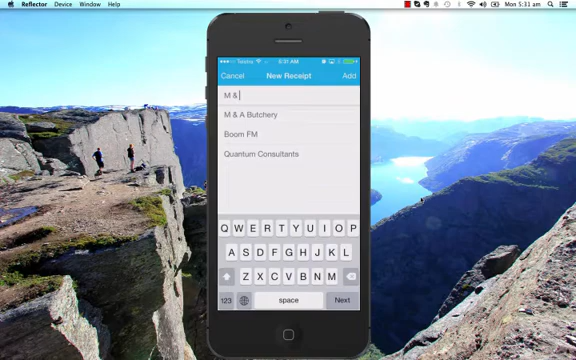 Reflector Device Window Help
Mon 5:31 am
Telstra 5:31 AM
Cancel New Receipt Add
M &
M & A Butchery
Boom FM
Quantum Consultants
Q W E R T Y U I O P
A S D F G H J K L
Z X C V B N M
123 space Next